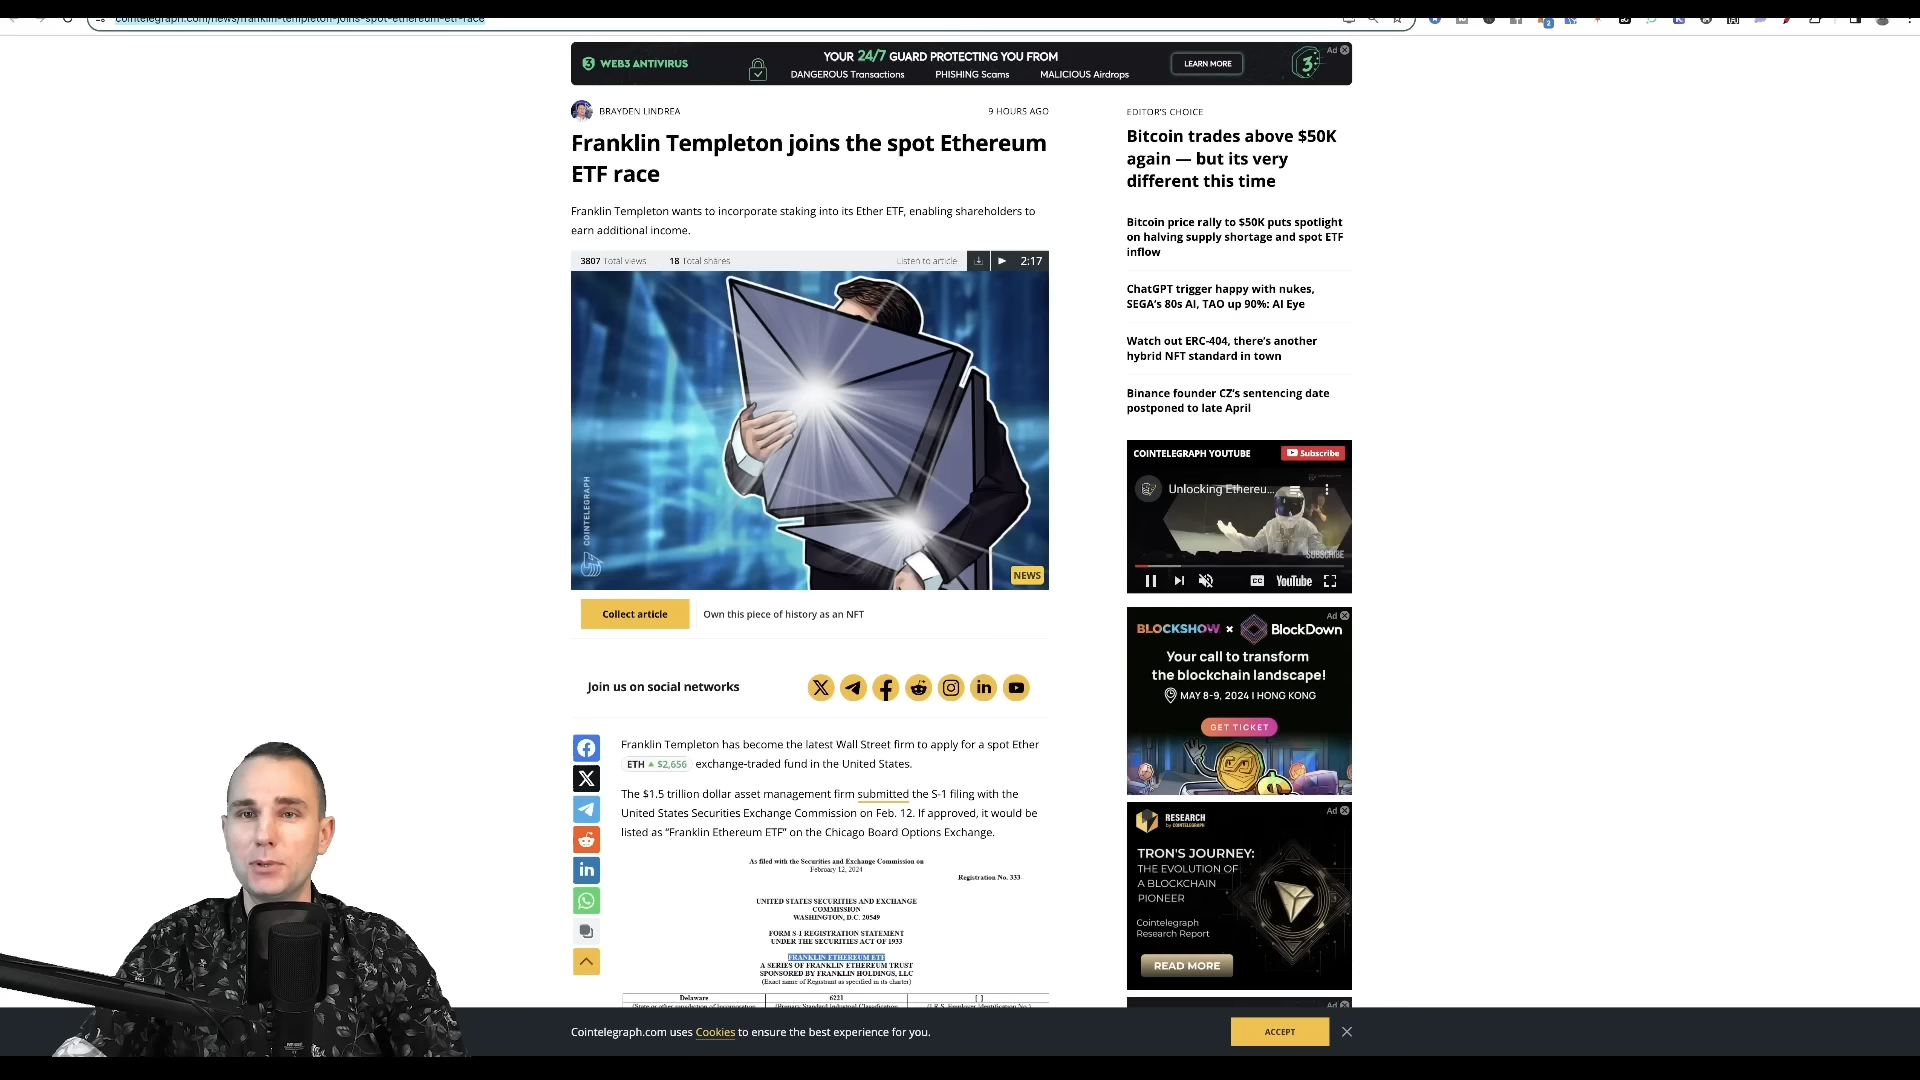 cointelegraph.com/news/franklin-templeton-joins-spot-ethereum-etf-race
2
WEB3 ANTIVIRUS
YOUR 24/7 GUARD PROTECTING YOU FROM
DANGEROUS Transactions PHISHING Scams MALICIOUS Airdrops
LEARN MORE
Ad
BRAYDEN LINDREA
9 HOURS AGO
Franklin Templeton joins the spot Ethereum
ETF race
Franklin Templeton wants to incorporate staking into its Ether ETF, enabling shareholders to
earn additional income.
3807 Total views 18 Total shares Listen to article 2:17
COINTELEGRAPH
NEWS
Collect article Own this piece of history as an NFT
Join us on social networks
Franklin Templeton has become the latest Wall Street firm to apply for a spot Ether
ETH ▲ $2,656 exchange-traded fund in the United States.
The $1.5 trillion dollar asset management firm submitted the S-1 filing with the
United States Securities Exchange Commission on Feb. 12. If approved, it would be
listed as “Franklin Ethereum ETF” on the Chicago Board Options Exchange.
As filed with the Securities and Exchange Commission on
February 12, 2024
Registration No. 333-
UNITED STATES SECURITIES AND EXCHANGE
COMMISSION
WASHINGTON, D.C. 20549
FORM S-1 REGISTRATION STATEMENT
UNDER THE SECURITIES ACT OF 1933
FRANKLIN ETHEREUM ETF
A SERIES OF FRANKLIN ETHEREUM TRUST
SPONSORED BY FRANKLIN HOLDINGS, LLC
(Exact name of Registrant as specified in its charter)
Delaware 6221 [ ]
EDITOR'S CHOICE
Bitcoin trades above $50K
again — but its very
different this time
Bitcoin price rally to $50K puts spotlight
on halving supply shortage and spot ETF
inflow
ChatGPT trigger happy with nukes,
SEGA's 80s AI, TAO up 90%: AI Eye
Watch out ERC-404, there's another
hybrid NFT standard in town
Binance founder CZ's sentencing date
postponed to late April
COINTELEGRAPH YOUTUBE Subscribe
Unlocking Ethereu...
SUBSCRIBE
CC YouTube
Ad
BLOCKSHOW × BlockDown
Your call to transform
the blockchain landscape!
MAY 8-9, 2024 I HONG KONG
GET TICKET
Ad
RESEARCH
by COINTELEGRAPH
TRON'S JOURNEY:
THE EVOLUTION OF
A BLOCKCHAIN
PIONEER
Cointelegraph
Research Report
READ MORE
Ad
Cointelegraph.com uses Cookies to ensure the best experience for you.
ACCEPT